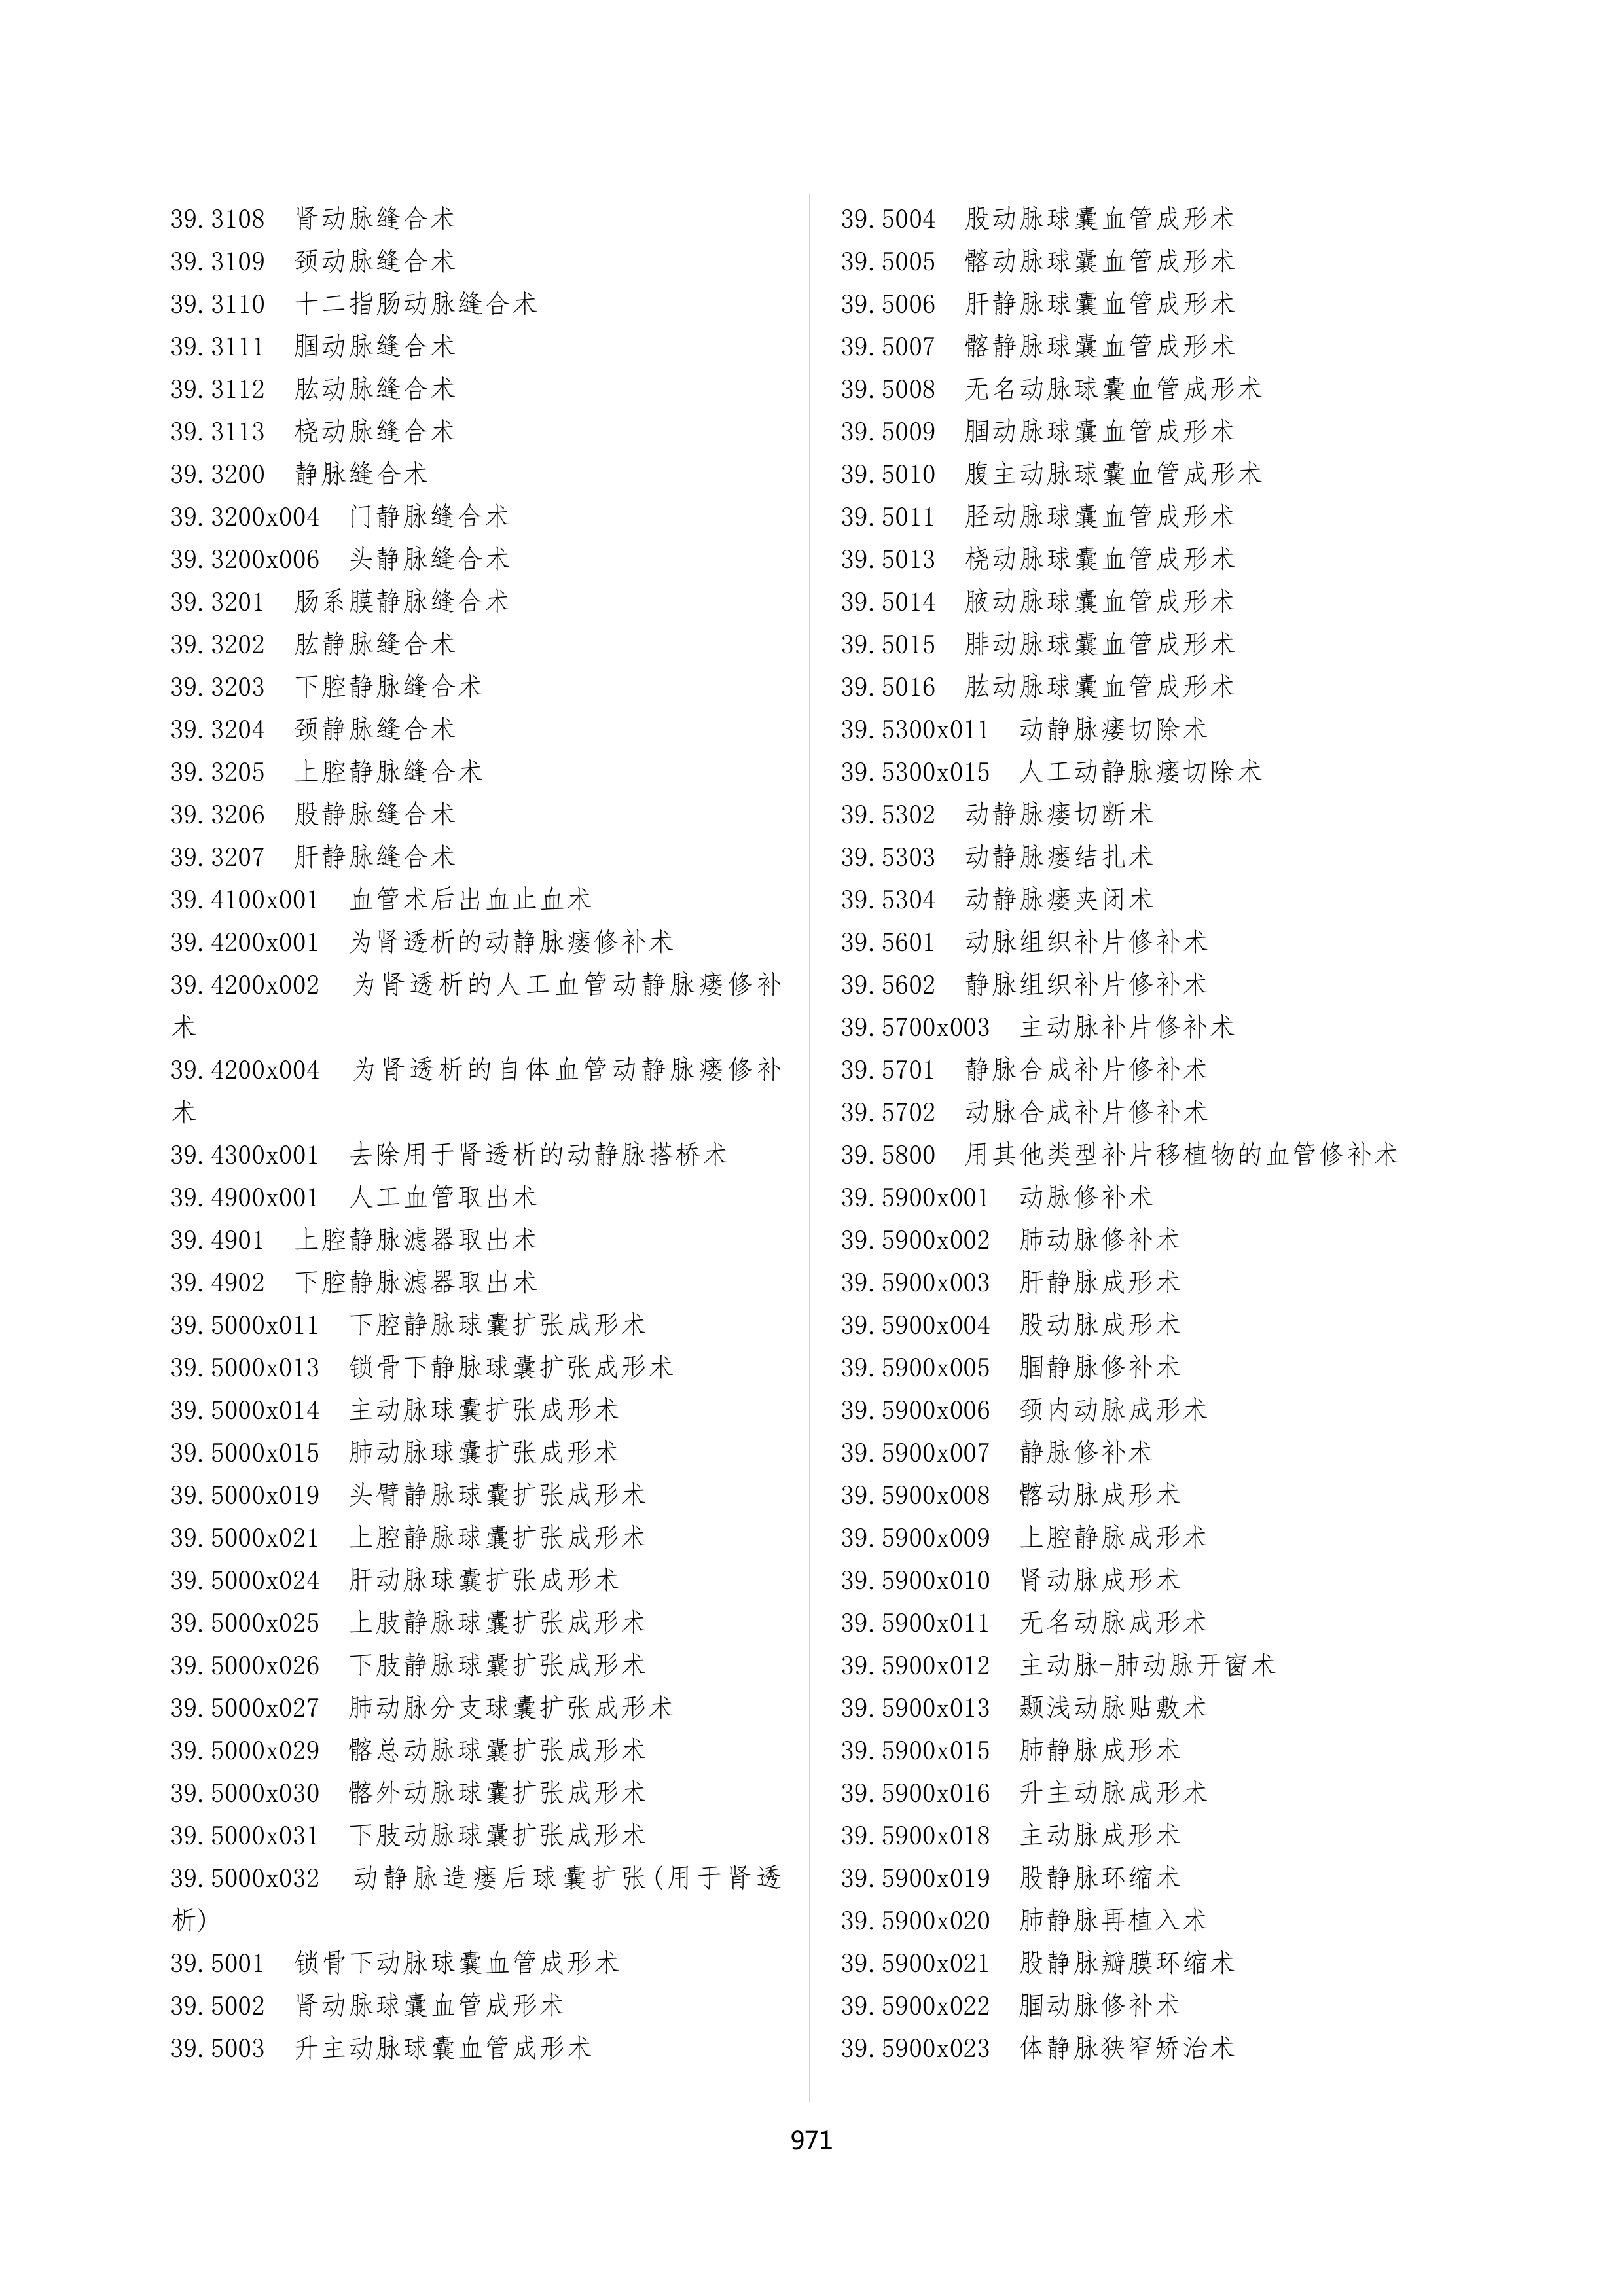 39.3108 肾动脉缝合术
39.3109 颈动脉缝合术
39.3110 十二指肠动脉缝合术
39.3111 腘动脉缝合术
39.3112 肱动脉缝合术
39.3113 桡动脉缝合术
39.3200 静脉缝合术
39.3200x004 门静脉缝合术
39.3200x006 头静脉缝合术
39.3201 肠系膜静脉缝合术
39.3202 肱静脉缝合术
39.3203 下腔静脉缝合术
39.3204 颈静脉缝合术
39.3205 上腔静脉缝合术
39.3206 股静脉缝合术
39.3207 肝静脉缝合术
39.4100x001 血管术后出血止血术
39.4200x001 为肾透析的动静脉瘘修补术
39.4200x002 为肾透析的人工血管动静脉瘘修补
术
39.4200x004 为肾透析的自体血管动静脉瘘修补
术
39.4300x001 去除用于肾透析的动静脉搭桥术
39.4900x001 人工血管取出术
39.4901 上腔静脉滤器取出术
39.4902 下腔静脉滤器取出术
39.5000x011 下腔静脉球囊扩张成形术
39.5000x013 锁骨下静脉球囊扩张成形术
39.5000x014 主动脉球囊扩张成形术
39.5000x015 肺动脉球囊扩张成形术
39.5000x019 头臂静脉球囊扩张成形术
39.5000x021 上腔静脉球囊扩张成形术
39.5000x024 肝动脉球囊扩张成形术
39.5000x025 上肢静脉球囊扩张成形术
39.5000x026 下肢静脉球囊扩张成形术
39.5000x027 肺动脉分支球囊扩张成形术
39.5000x029 髂总动脉球囊扩张成形术
39.5000x030 髂外动脉球囊扩张成形术
39.5000x031 下肢动脉球囊扩张成形术
39.5000x032 动静脉造瘘后球囊扩张(用于肾透
析)
39.5001 锁骨下动脉球囊血管成形术
39.5002 肾动脉球囊血管成形术
39.5003 升主动脉球囊血管成形术
39.5004 股动脉球囊血管成形术
39.5005 髂动脉球囊血管成形术
39.5006 肝静脉球囊血管成形术
39.5007 髂静脉球囊血管成形术
39.5008 无名动脉球囊血管成形术
39.5009 腘动脉球囊血管成形术
39.5010 腹主动脉球囊血管成形术
39.5011 胫动脉球囊血管成形术
39.5013 桡动脉球囊血管成形术
39.5014 腋动脉球囊血管成形术
39.5015 腓动脉球囊血管成形术
39.5016 肱动脉球囊血管成形术
39.5300x011 动静脉瘘切除术
39.5300x015 人工动静脉瘘切除术
39.5302 动静脉瘘切断术
39.5303 动静脉瘘结扎术
39.5304 动静脉瘘夹闭术
39.5601 动脉组织补片修补术
39.5602 静脉组织补片修补术
39.5700x003 主动脉补片修补术
39.5701 静脉合成补片修补术
39.5702 动脉合成补片修补术
39.5800 用其他类型补片移植物的血管修补术
39.5900x001 动脉修补术
39.5900x002 肺动脉修补术
39.5900x003 肝静脉成形术
39.5900x004 股动脉成形术
39.5900x005 腘静脉修补术
39.5900x006 颈内动脉成形术
39.5900x007 静脉修补术
39.5900x008 髂动脉成形术
39.5900x009 上腔静脉成形术
39.5900x010 肾动脉成形术
39.5900x011 无名动脉成形术
39.5900x012 主动脉-肺动脉开窗术
39.5900x013 颞浅动脉贴敷术
39.5900x015 肺静脉成形术
39.5900x016 升主动脉成形术
39.5900x018 主动脉成形术
39.5900x019 股静脉环缩术
39.5900x020 肺静脉再植入术
39.5900x021 股静脉瓣膜环缩术
39.5900x022 腘动脉修补术
39.5900x023 体静脉狭窄矫治术
971